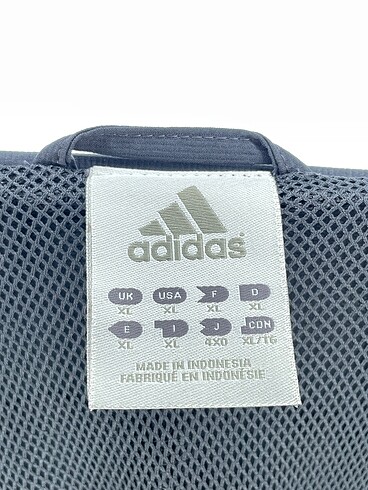 adidas
UK USA F D
XL XL XL XL
E I J CDN
XL XL 4XO XL/TG
MADE IN INDONESIA
FABRIQUÉ EN INDONÉSIE